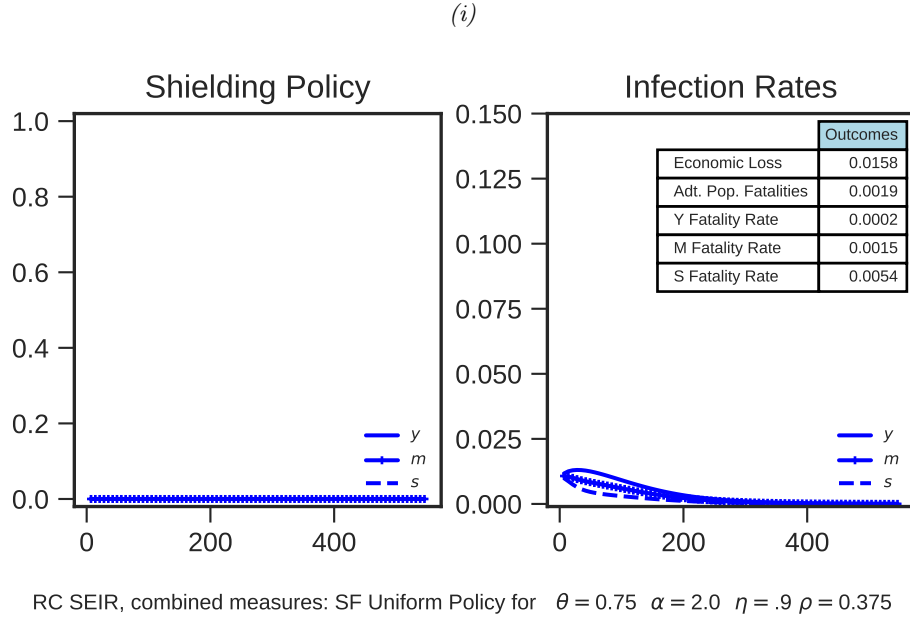 (i)
Shielding Policy
Infection Rates
1.0
0.8
0.6
0.4
0.2
0.0
0 200 400
y
m
s
0.150
0.125
0.100
0.075
0.050
0.025
0.000
0 200 400
Outcomes
Economic Loss 0.0158
Adt. Pop. Fatalities 0.0019
Y Fatality Rate 0.0002
M Fatality Rate 0.0015
S Fatality Rate 0.0054
y
m
s
RC SEIR, combined measures: SF Uniform Policy for θ = 0.75 α = 2.0 η = .9 ρ = 0.375